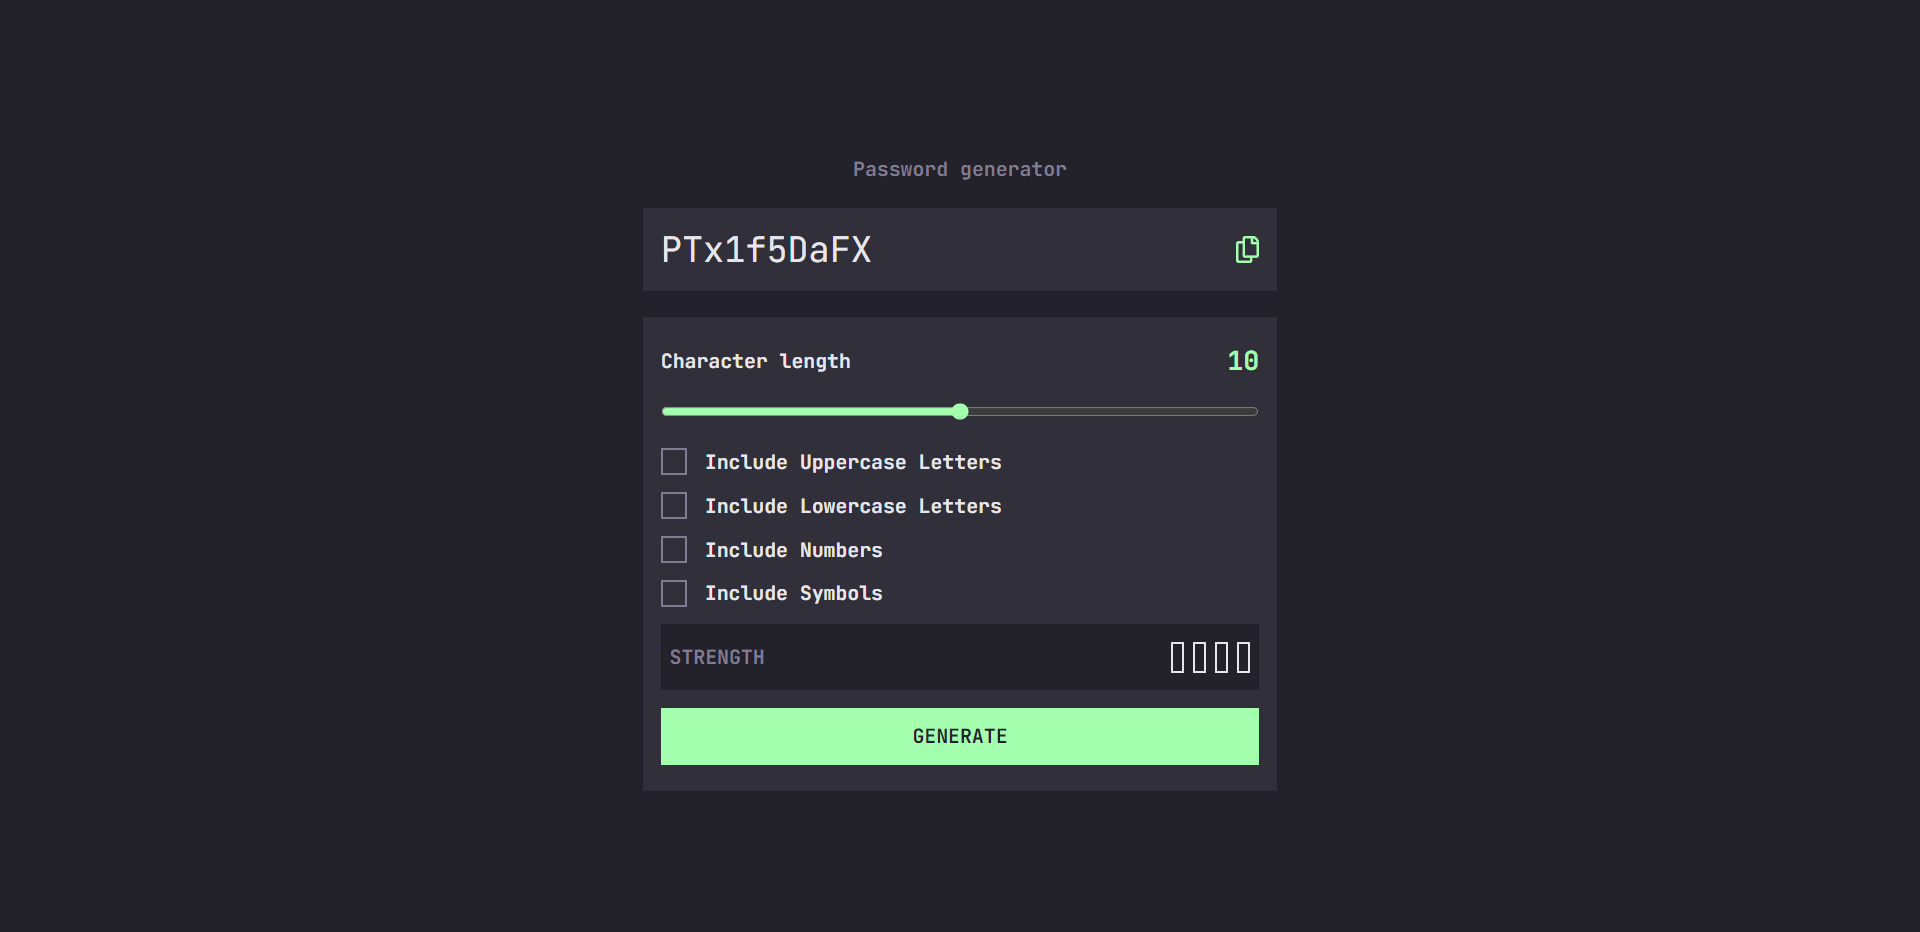 Password generator
PTx1f5DaFX
Character length
10
Include Uppercase Letters
Include Lowercase Letters
Include Numbers
Include Symbols
STRENGTH
GENERATE